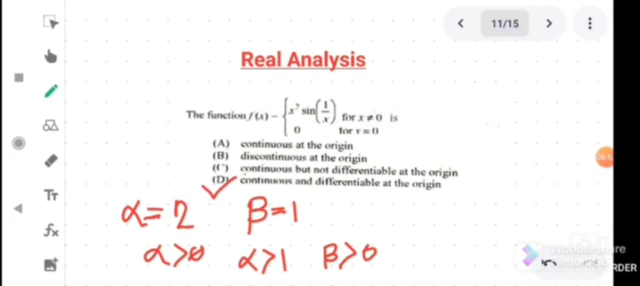 11/15
Real Analysis
The function f(x) = { x² sin(1/x) for x ≠ 0 is
0 for x = 0
(A) continuous at the origin
(B) discontinuous at the origin
(C) continuous but not differentiable at the origin
(D) continuous and differentiable at the origin
α = 2 β = 1
α > 0 α > 1 β > 0
Tт
fx